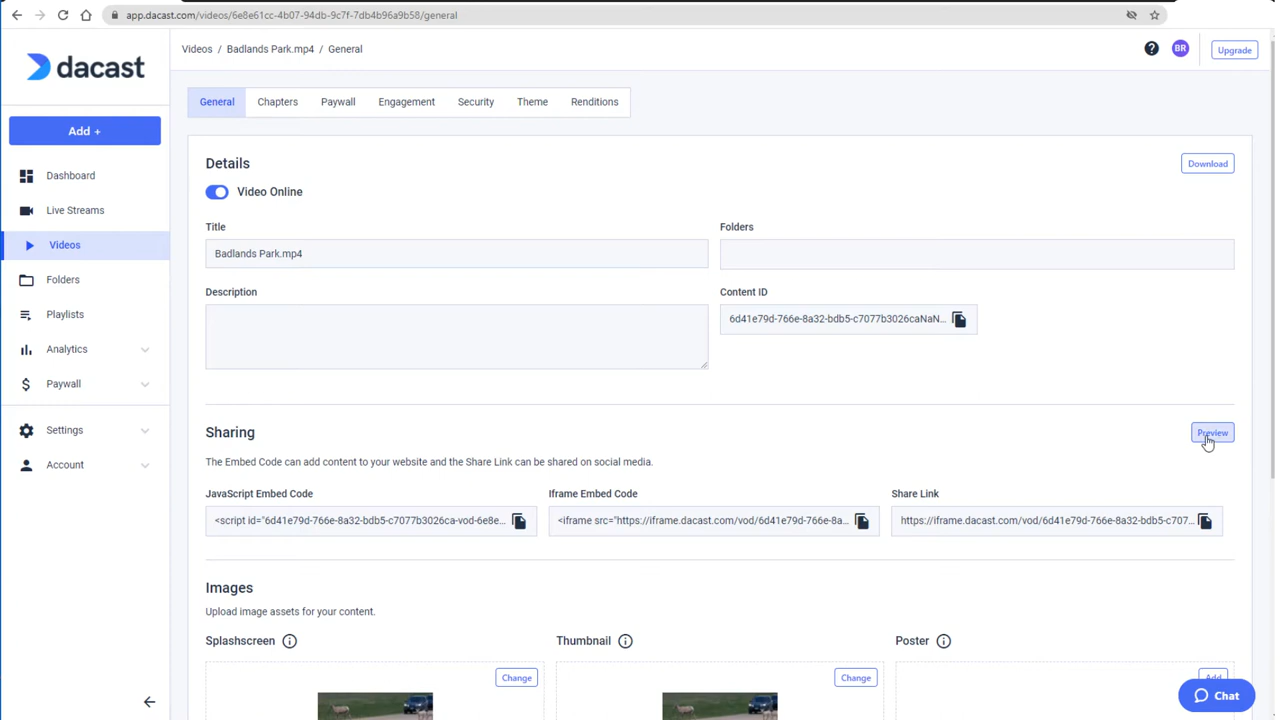 app.dacast.com/videos/6e8e61cc-4b07-94db-9c7f-7db4b96a9b58/general
dacast
Videos / Badlands Park.mp4 / General
BR
Upgrade
Add +
General
Chapters
Paywall
Engagement
Security
Theme
Renditions
Dashboard
Live Streams
Videos
Folders
Playlists
Analytics
Paywall
Settings
Account
Details
Download
Video Online
Title
Folders
Badlands Park.mp4
Description
Content ID
6d41e79d-766e-8a32-bdb5-c7077b3026caNaN...
Sharing
Preview
The Embed Code can add content to your website and the Share Link can be shared on social media.
JavaScript Embed Code
Iframe Embed Code
Share Link
<script id="6d41e79d-766e-8a32-bdb5-c7077b3026ca-vod-6e8e...
<iframe src="https://iframe.dacast.com/vod/6d41e79d-766e-8a...
https://iframe.dacast.com/vod/6d41e79d-766e-8a32-bdb5-c707...
Images
Upload image assets for your content.
Splashscreen
Thumbnail
Poster
Change
Change
Add
Chat